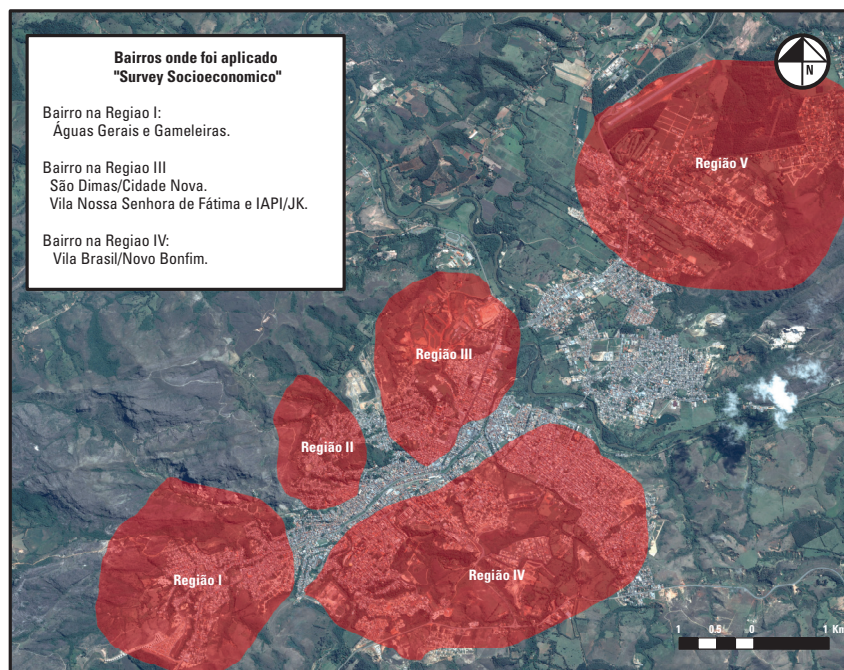 Bairros onde foi aplicado
"Survey Socioeconomico"
Bairro na Regiao I:
Águas Gerais e Gameleiras.
Bairro na Regiao III
São Dimas/Cidade Nova.
Vila Nossa Senhora de Fátima e IAPI/JK.
Bairro na Regiao IV:
Vila Brasil/Novo Bonfim.
N
Região V
Região III
Região II
Região I
Região IV
1 0.5 0 1 Km